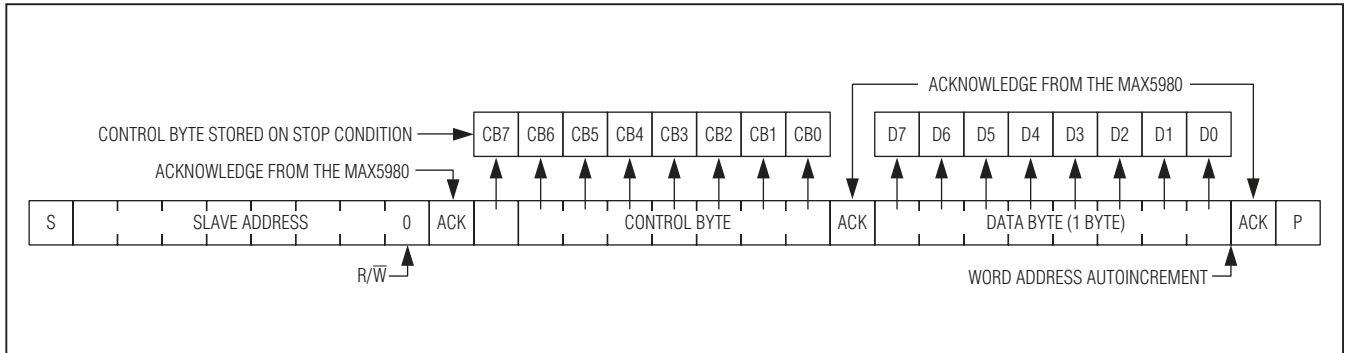 ACKNOWLEDGE FROM THE MAX5980
CONTROL BYTE STORED ON STOP CONDITION CB7 CB6 CB5 CB4 CB3 CB2 CB1 CB0 D7 D6 D5 D4 D3 D2 D1 D0
ACKNOWLEDGE FROM THE MAX5980
S SLAVE ADDRESS 0 ACK CONTROL BYTE ACK DATA BYTE (1 BYTE) ACK P
R/W̅ WORD ADDRESS AUTOINCREMENT